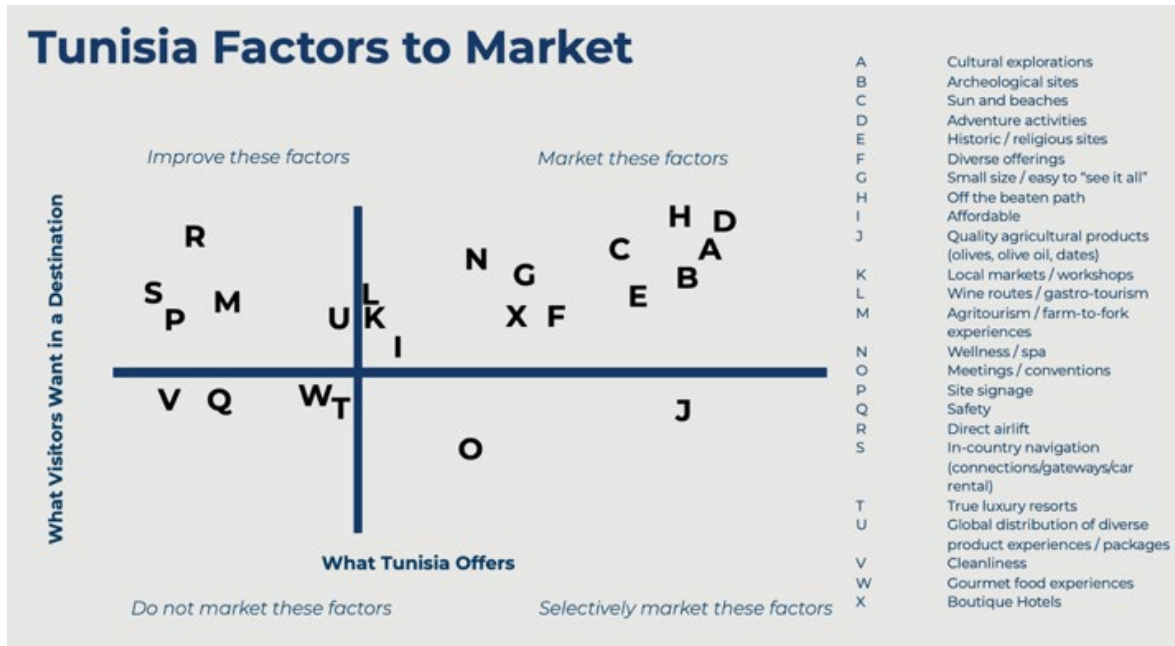 Tunisia Factors to Market
Improve these factors
Market these factors
What Visitors Want in a Destination
H D
R
C A
N
G B
S L E
M
P U K X F
I
V Q W
T J
O
What Tunisia Offers
Do not market these factors
Selectively market these factors
A Cultural explorations
B Archeological sites
C Sun and beaches
D Adventure activities
E Historic / religious sites
F Diverse offerings
G Small size / easy to “see it all”
H Off the beaten path
I Affordable
J Quality agricultural products
(olives, olive oil, dates)
K Local markets / workshops
L Wine routes / gastro-tourism
M Agritourism / farm-to-fork
experiences
N Wellness / spa
O Meetings / conventions
P Site signage
Q Safety
R Direct airlift
S In-country navigation
(connections/gateways/car
rental)
T True luxury resorts
U Global distribution of diverse
product experiences / packages
V Cleanliness
W Gourmet food experiences
X Boutique Hotels